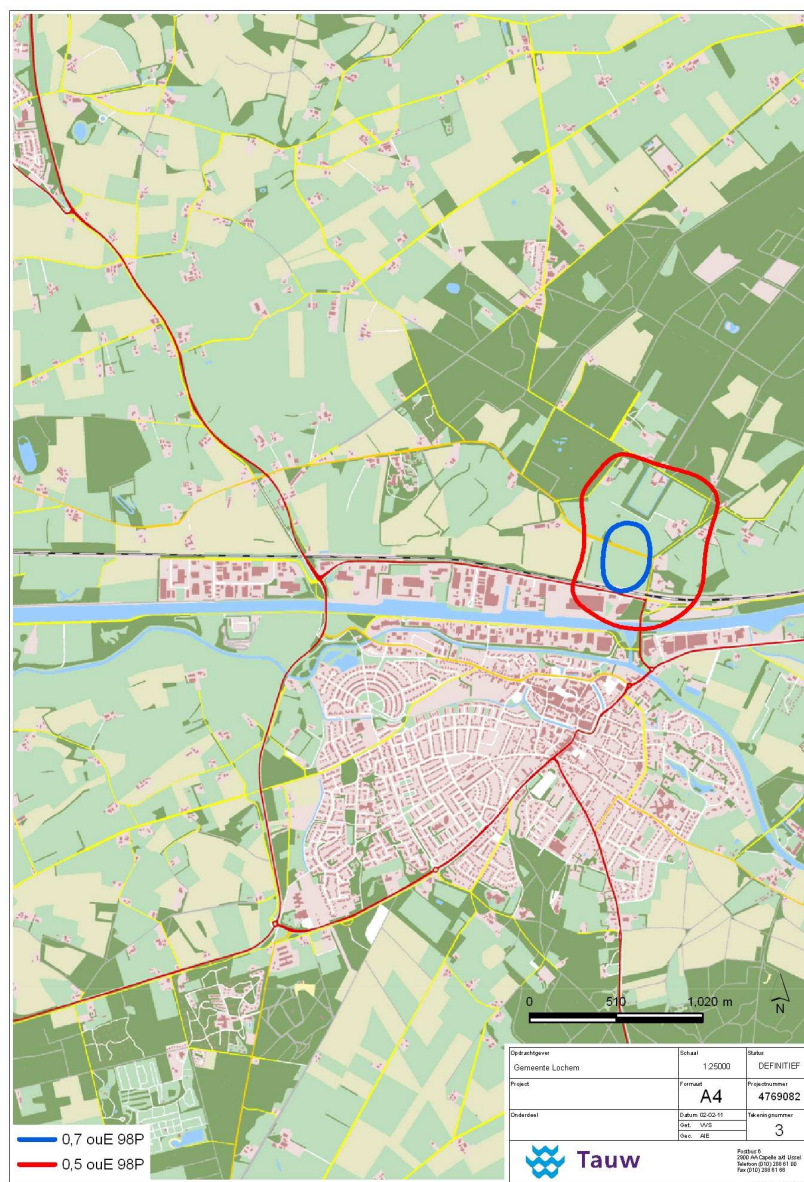 0 510 1,020 m
N
Opdrachtgever
Gemeente Lochem
Schaal
1:25000
Status
DEFINITIEF
Project
Formaat
A4
Projectnummer
4769082
Onderdeel
Datum 02-02-11
Get. VVS
Gec. AIE
Tekeningnummer
3
0,7 ouE 98P
0,5 ouE 98P
Tauw
Postbus 6
2900 AA Capelle a/d IJssel
Telefoon (010) 288 61 00
Fax (010) 288 61 66